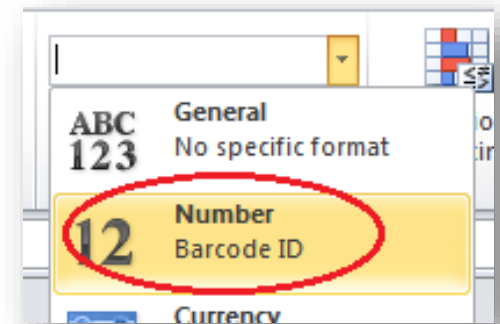 ABC
123
General
No specific format
12
Number
Barcode ID
Currency